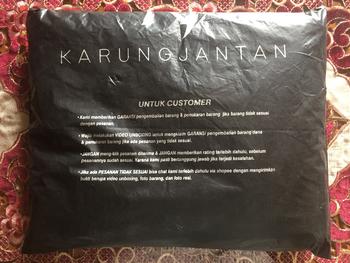 KARUNGJANTAN
UNTUK CUSTOMER
• Kami memberikan GARANSI pengembalian barang & penukaran barang jika barang tidak sesuai
dengan pesanan.
• Wajib melakukan VIDEO UNBOXING untuk mengklaim GARANSI pengembalian barang dana
& penukaran barang jika ada pesanan yang tidak sesuai.
• JANGAN meng-klik pesanan diterima & JANGAN memberikan rating terlebih dahulu, sebelum
pesanannya sudah sesuai. Karena kami pasti bertanggung jawab jika terjadi kesalahan.
• Jika ada PESANAN TIDAK SESUAI bisa chat kami terlebih dahulu via shopee dengan mengirimkan
bukti berupa video unboxing, foto barang, dan foto resi.